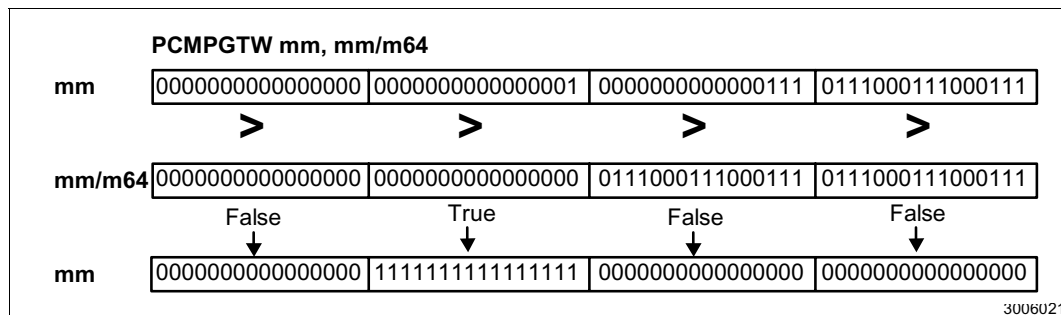 PCMPGTW mm, mm/m64
mm 0000000000000000 0000000000000001 0000000000000111 0111000111000111
> > > >
mm/m64 0000000000000000 0000000000000000 0111000111000111 0111000111000111
False True False False
mm 0000000000000000 1111111111111111 0000000000000000 0000000000000000
3006021